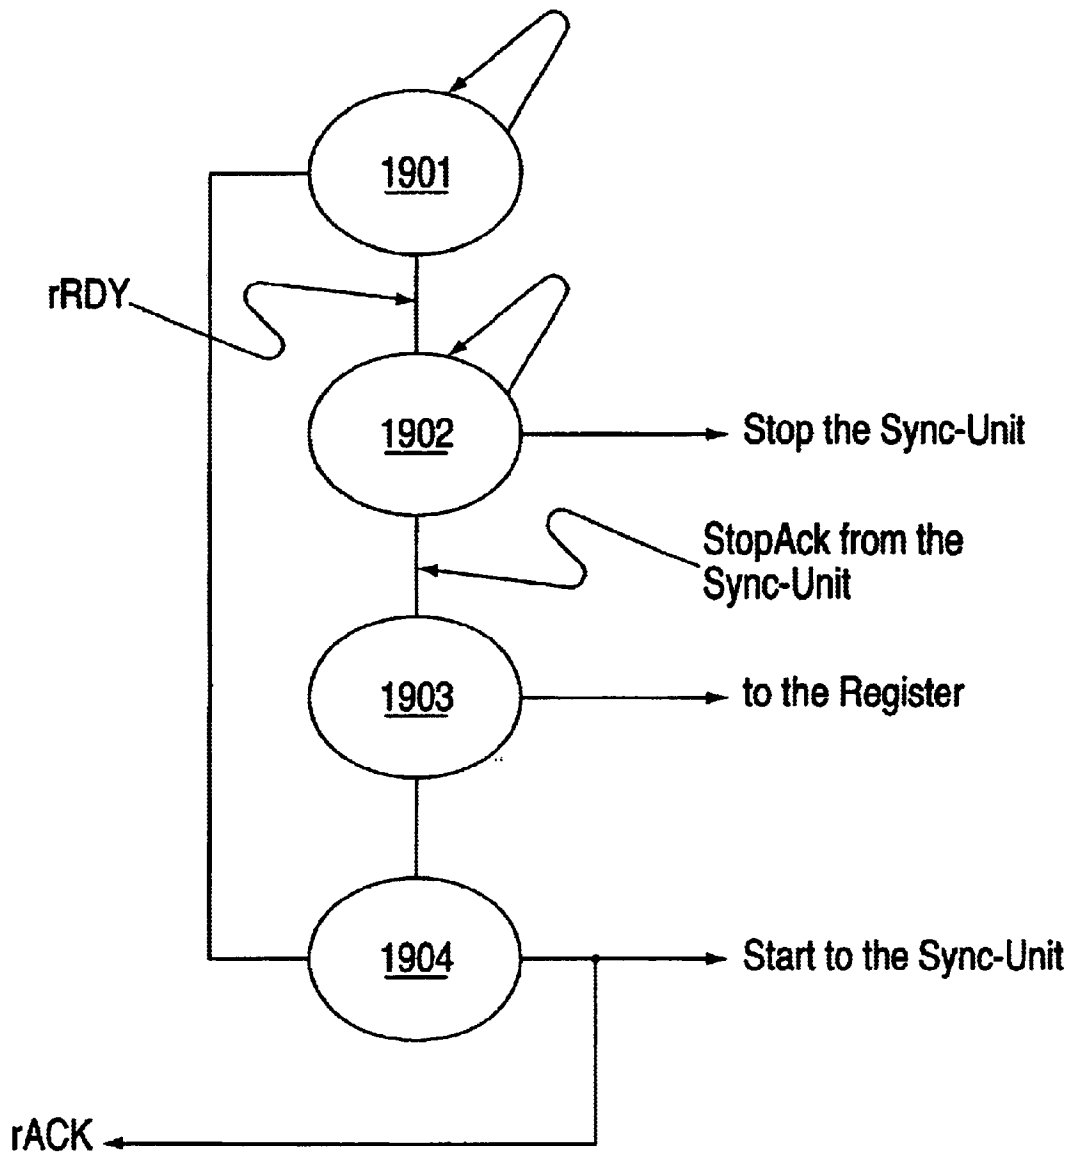 1901
rRDY
1902
Stop the Sync-Unit
StopAck from the
Sync-Unit
1903
to the Register
1904
Start to the Sync-Unit
rACK